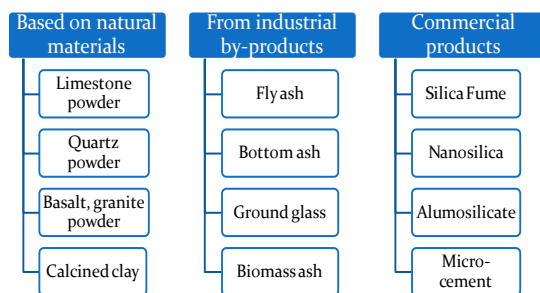 Based on natural
materials
Limestone
powder
Quartz
powder
Basalt, granite
powder
Calcined clay
From industrial
by-products
Fly ash
Bottom ash
Ground glass
Biomass ash
Commercial
products
Silica Fume
Nanosilica
Alumosilicate
Micro-
cement